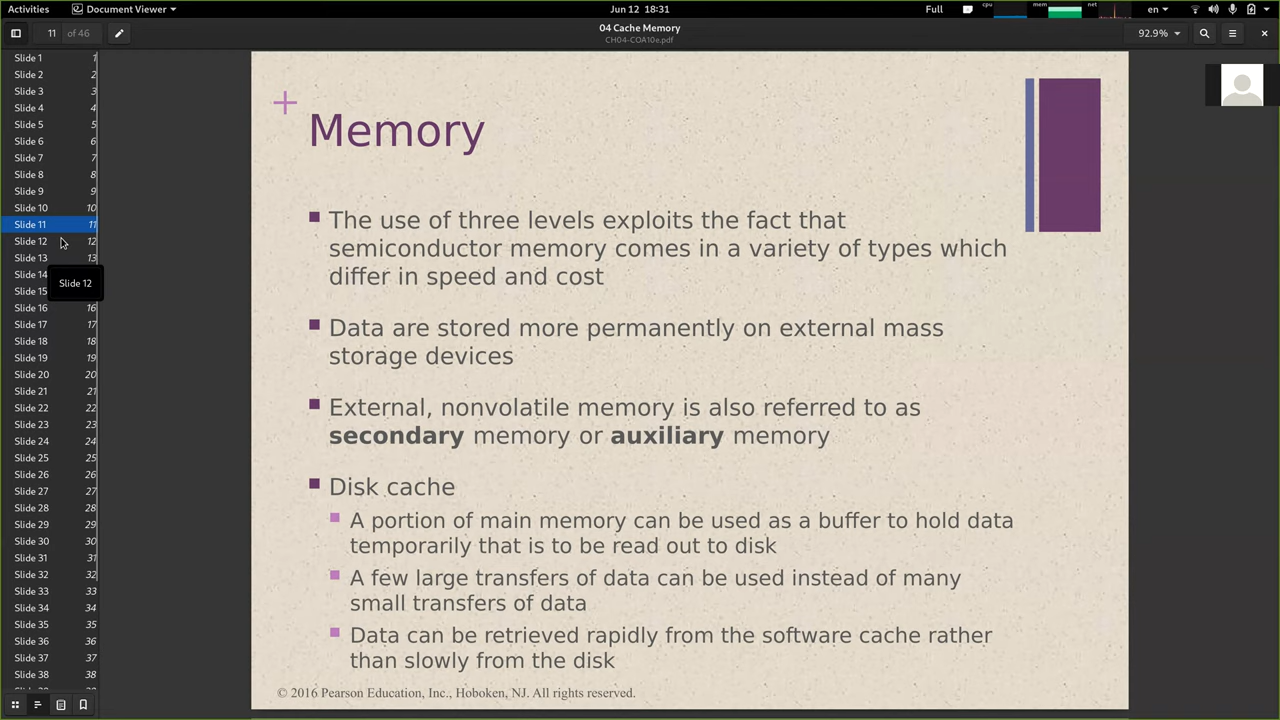 Activities
Document Viewer
Jun 12 18:31
Full
cpu
mem
net
en
11 of 46
04 Cache Memory
CH04-COA10e.pdf
92.9%
Slide 1 1
Slide 2 2
Slide 3 3
Slide 4 4
Slide 5 5
Slide 6 6
Slide 7 7
Slide 8 8
Slide 9 9
Slide 10 10
Slide 11 11
Slide 12 12
Slide 13 13
Slide 14
Slide 15
Slide 12
Slide 16 16
Slide 17 17
Slide 18 18
Slide 19 19
Slide 20 20
Slide 21 21
Slide 22 22
Slide 23 23
Slide 24 24
Slide 25 25
Slide 26 26
Slide 27 27
Slide 28 28
Slide 29 29
Slide 30 30
Slide 31 31
Slide 32 32
Slide 33 33
Slide 34 34
Slide 35 35
Slide 36 36
Slide 37 37
Slide 38 38
+
Memory
The use of three levels exploits the fact that
semiconductor memory comes in a variety of types which
differ in speed and cost
Data are stored more permanently on external mass
storage devices
External, nonvolatile memory is also referred to as
secondary memory or auxiliary memory
Disk cache
A portion of main memory can be used as a buffer to hold data
temporarily that is to be read out to disk
A few large transfers of data can be used instead of many
small transfers of data
Data can be retrieved rapidly from the software cache rather
than slowly from the disk
© 2016 Pearson Education, Inc., Hoboken, NJ. All rights reserved.